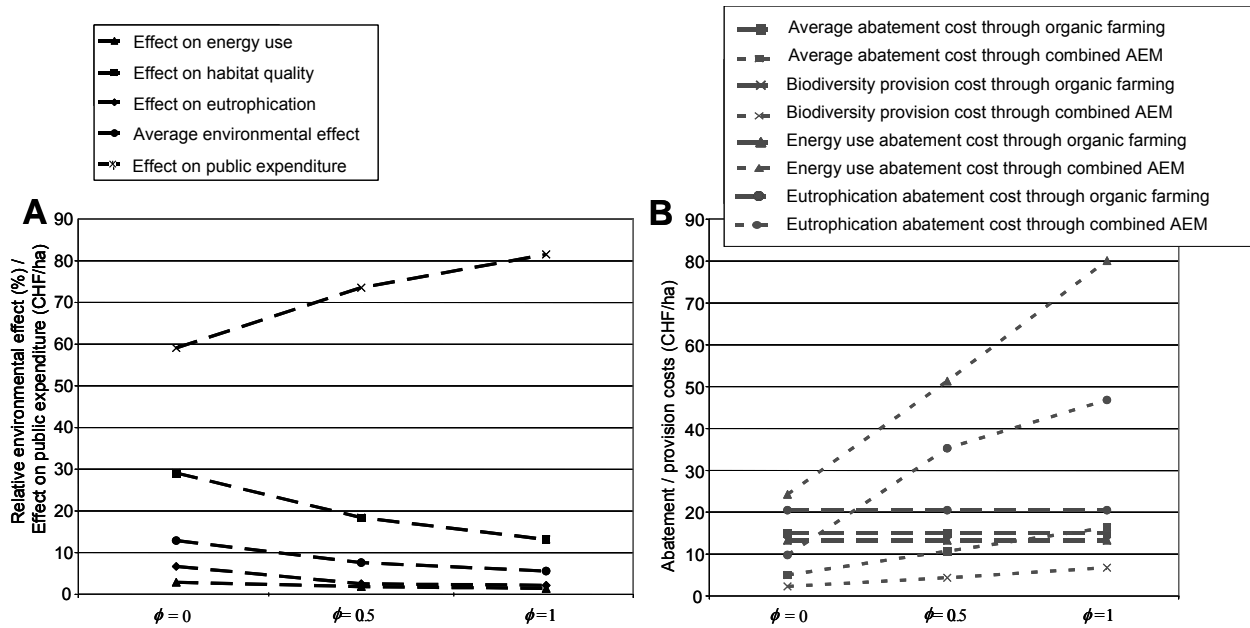 Effect on energy use
Effect on habitat quality
Effect on eutrophication
Average environmental effect
Effect on public expenditure
A
Relative environmental effect (%) /
Effect on public expenditure (CHF/ha)
90
80
70
60
50
40
30
20
10
0
ϕ = 0
ϕ = 0.5
ϕ = 1
Average abatement cost through organic farming
Average abatement cost through combined AEM
Biodiversity provision cost through organic farming
Biodiversity provision cost through combined AEM
Energy use abatement cost through organic farming
Energy use abatement cost through combined AEM
Eutrophication abatement cost through organic farming
Eutrophication abatement cost through combined AEM
B
Abatement / provision costs (CHF/ha)
90
80
70
60
50
40
30
20
10
0
ϕ = 0
ϕ = 0.5
ϕ = 1